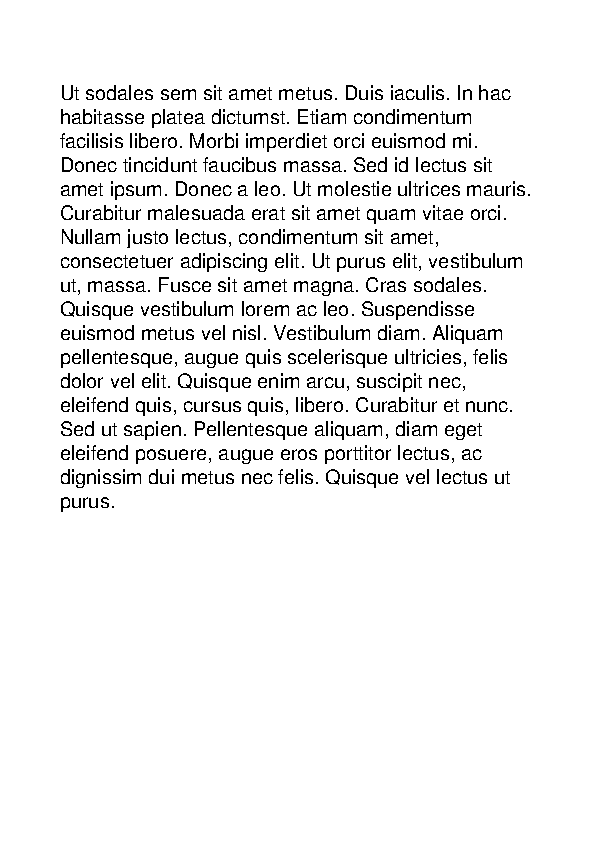 Ut sodales sem sit amet metus. Duis iaculis. In hac
habitasse platea dictumst. Etiam condimentum
facilisis libero. Morbi imperdiet orci euismod mi.
Donec tincidunt faucibus massa. Sed id lectus sit
amet ipsum. Donec a leo. Ut molestie ultrices mauris.
Curabitur malesuada erat sit amet quam vitae orci.
Nullam justo lectus, condimentum sit amet,
consectetuer adipiscing elit. Ut purus elit, vestibulum
ut, massa. Fusce sit amet magna. Cras sodales.
Quisque vestibulum lorem ac leo. Suspendisse
euismod metus vel nisl. Vestibulum diam. Aliquam
pellentesque, augue quis scelerisque ultricies, felis
dolor vel elit. Quisque enim arcu, suscipit nec,
eleifend quis, cursus quis, libero. Curabitur et nunc.
Sed ut sapien. Pellentesque aliquam, diam eget
eleifend posuere, augue eros porttitor lectus, ac
dignissim dui metus nec felis. Quisque vel lectus ut
purus.